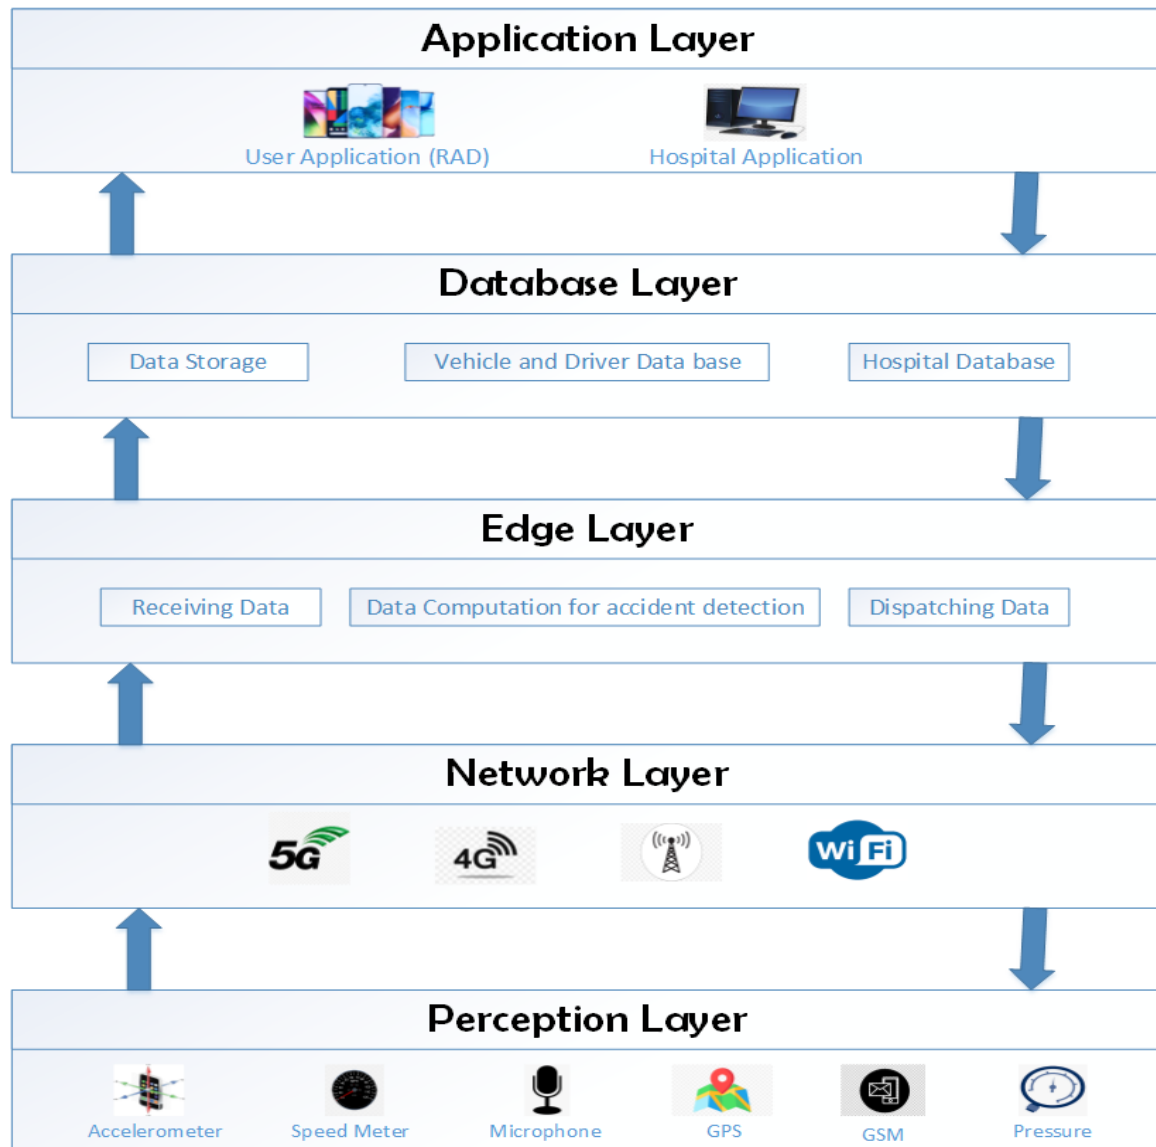 Application Layer
User Application (RAD)
Hospital Application
Database Layer
Data Storage
Vehicle and Driver Data base
Hospital Database
Edge Layer
Receiving Data
Data Computation for accident detection
Dispatching Data
Network Layer
5G
4G
Wi Fi
Perception Layer
Accelerometer
Speed Meter
Microphone
GPS
GSM
Pressure